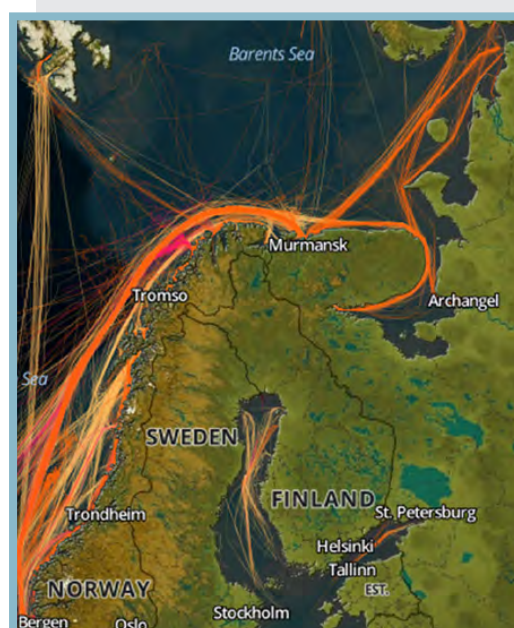 Barents Sea
Murmansk
Tromso
Archangel
Sea
SWEDEN
FINLAND
Trondheim
St. Petersburg
Helsinki
Tallinn
NORWAY
EST.
Stockholm
Bergen
Oslo